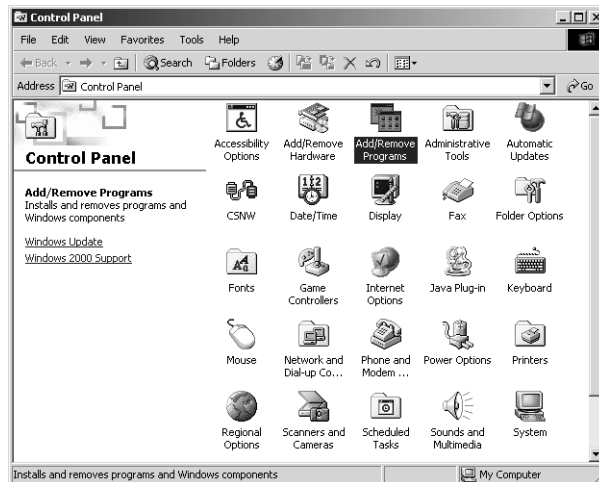 Control Panel
File Edit View Favorites Tools Help
Back Search Folders
Address Control Panel Go
Control Panel
Add/Remove Programs
Installs and removes programs and
Windows components
Windows Update
Windows 2000 Support
Accessibility Options
Add/Remove Hardware
Add/Remove Programs
Administrative Tools
Automatic Updates
CSNW
Date/Time
Display
Fax
Folder Options
Fonts
Game Controllers
Internet Options
Java Plug-in
Keyboard
Mouse
Network and Dial-up Co...
Phone and Modem ...
Power Options
Printers
Regional Options
Scanners and Cameras
Scheduled Tasks
Sounds and Multimedia
System
Installs and removes programs and Windows components My Computer